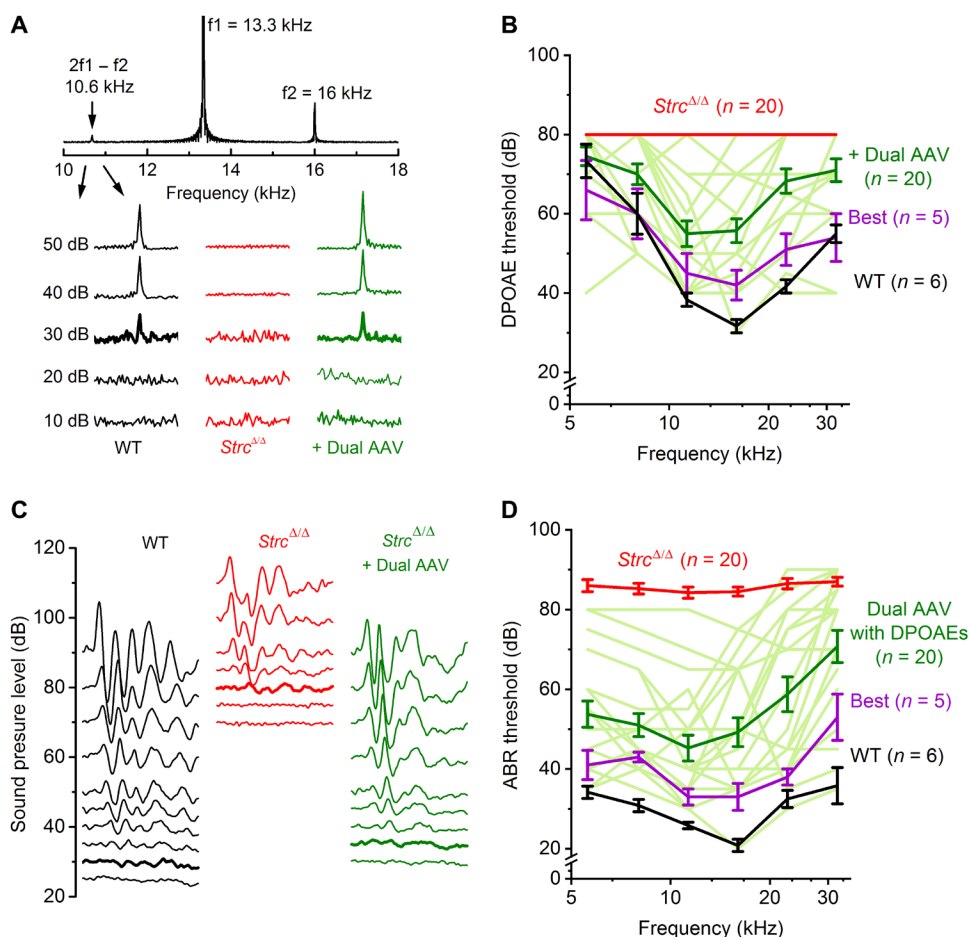 A
f1 = 13.3 kHz
2f1 – f2
10.6 kHz
f2 = 16 kHz
10 12 14 16 18
Frequency (kHz)
50 dB
40 dB
30 dB
20 dB
10 dB
WT StrcΔ/Δ + Dual AAV
B
100
80
60
40
20
0
DPOAE threshold (dB)
StrcΔ/Δ (n = 20)
+ Dual AAV
(n = 20)
Best (n = 5)
WT (n = 6)
5 10 20 30
Frequency (kHz)
C
120
100
80
60
40
20
Sound presure level (dB)
WT
StrcΔ/Δ
StrcΔ/Δ
+ Dual AAV
D
100
80
60
40
20
0
ABR threshold (dB)
StrcΔ/Δ (n = 20)
Dual AAV
with DPOAEs
(n = 20)
Best (n = 5)
WT (n = 6)
5 10 20 30
Frequency (kHz)